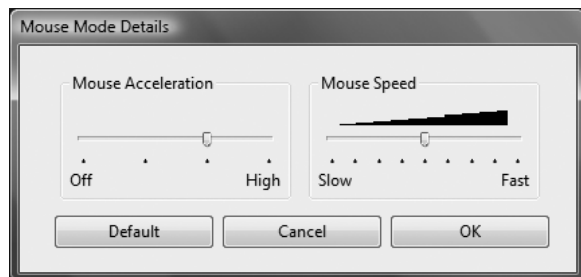 Mouse Mode Details
Mouse Acceleration
Off High
Mouse Speed
Slow Fast
Default Cancel OK